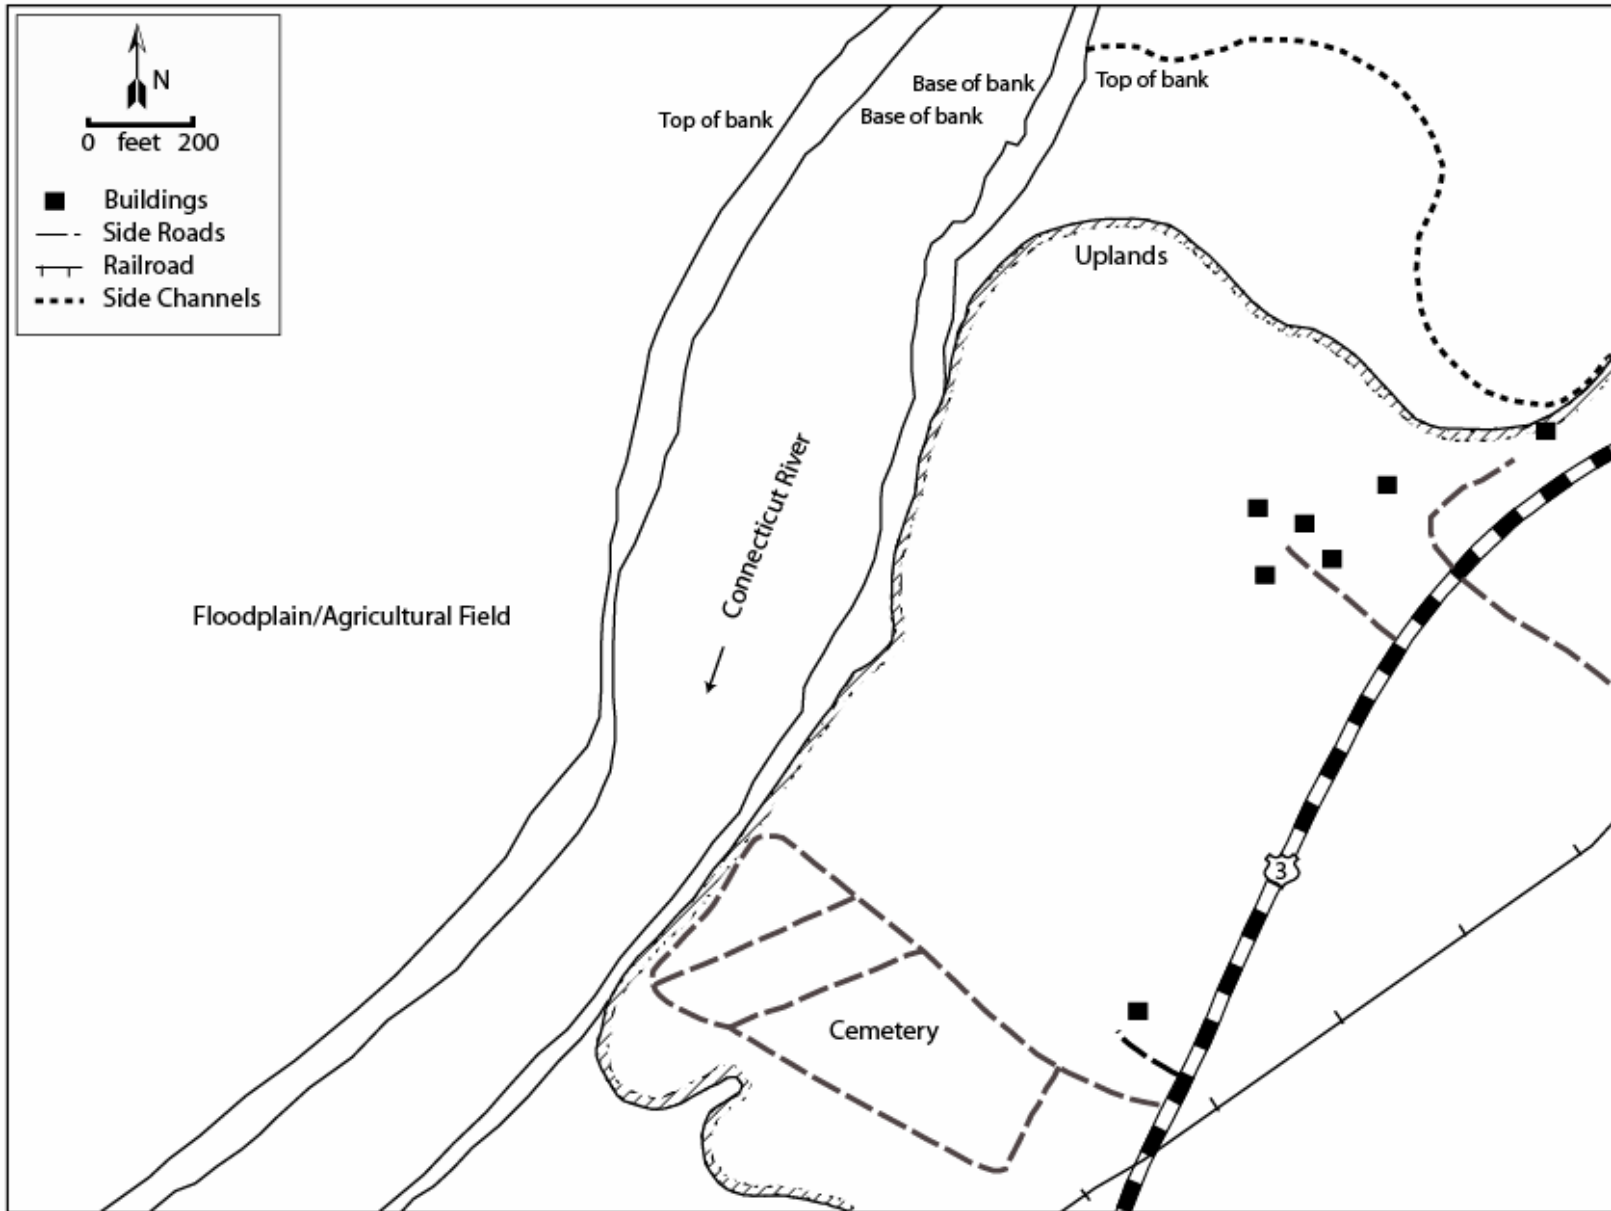 N
0 feet 200
Buildings
Side Roads
Railroad
Side Channels
Top of bank
Base of bank
Base of bank
Top of bank
Uplands
Connecticut River
Floodplain/Agricultural Field
3
Cemetery